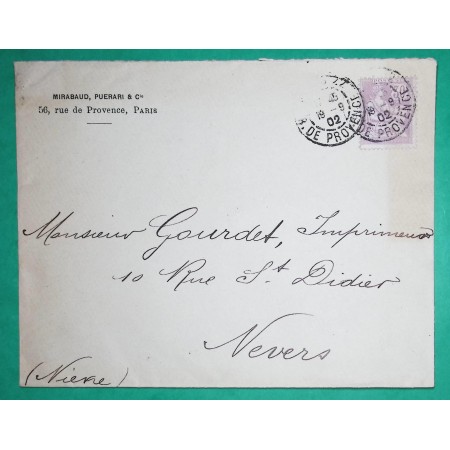 MIRABAUD, PUERARI & Cie
56, rue de Provence, PARIS
R. DE PROVENCE
02
DE PROVENCE
02
Monsieur Gourdet, Imprimeur
10 Rue St Didier
Nevers
(Nièvre)